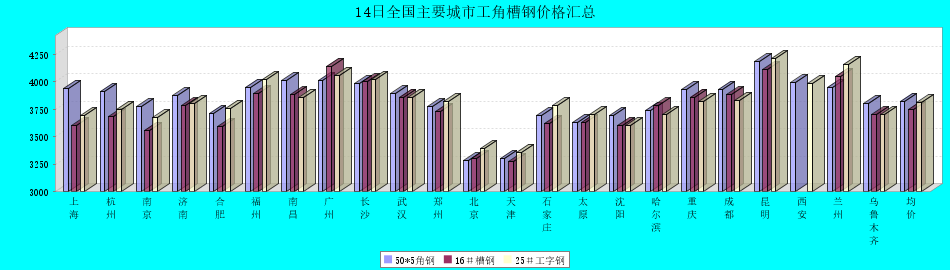 14日全国主要城市工角槽钢价格汇总
4250
4000
3750
3500
3250
3000
上海 杭州 南京 济南 合肥 福州 南昌 广州 长沙 武汉 郑州 北京 天津 石家庄 太原 沈阳 哈尔滨 重庆 成都 昆明 西安 兰州 乌鲁木齐 均价
50*5角钢 16#槽钢 25#工字钢